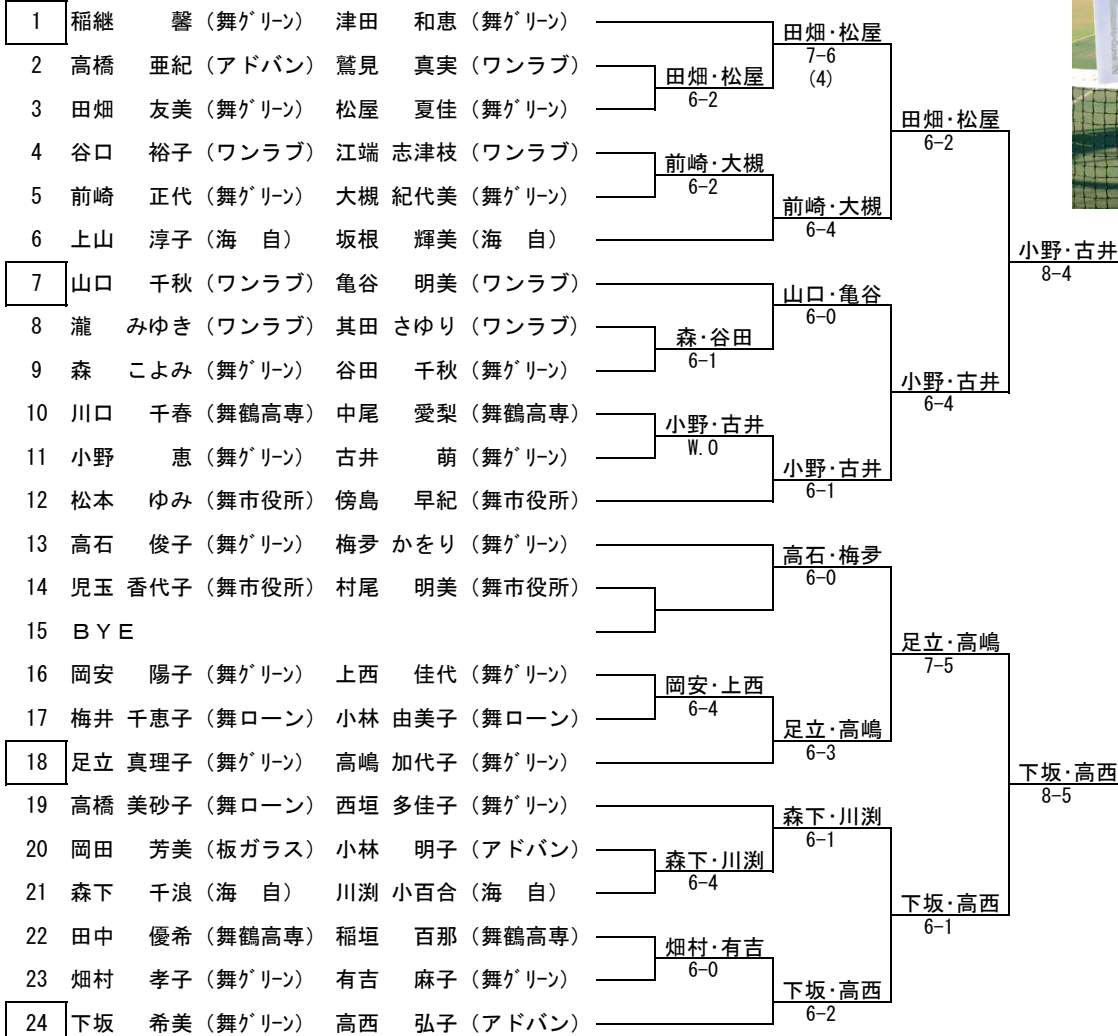 1 稲継 馨 (舞ｸﾞﾘｰﾝ) 津田 和恵 (舞ｸﾞﾘｰﾝ)
田畑･松屋
7-6
(4)
2 高橋 亜紀 (アドバン) 鷲見 真実 (ワンラブ)
田畑･松屋
6-2
3 田畑 友美 (舞ｸﾞﾘｰﾝ) 松屋 夏佳 (舞ｸﾞﾘｰﾝ)
田畑･松屋
6-2
4 谷口 裕子 (ワンラブ) 江端 志津枝 (ワンラブ)
前崎･大槻
6-2
5 前崎 正代 (舞ｸﾞﾘｰﾝ) 大槻 紀代美 (舞ｸﾞﾘｰﾝ)
前崎･大槻
6-4
6 上山 淳子 (海 自) 坂根 輝美 (海 自)
小野･古井
8-4
7 山口 千秋 (ワンラブ) 亀谷 明美 (ワンラブ)
山口･亀谷
6-0
8 瀧 みゆき (ワンラブ) 其田 さゆり (ワンラブ)
森･谷田
6-1
9 森 こよみ (舞ｸﾞﾘｰﾝ) 谷田 千秋 (舞ｸﾞﾘｰﾝ)
小野･古井
6-4
10 川口 千春 (舞鶴高専) 中尾 愛梨 (舞鶴高専)
小野･古井
W.O
11 小野 恵 (舞ｸﾞﾘｰﾝ) 古井 萌 (舞ｸﾞﾘｰﾝ)
小野･古井
6-1
12 松本 ゆみ (舞市役所) 傍島 早紀 (舞市役所)
13 高石 俊子 (舞ｸﾞﾘｰﾝ) 梅夛 かをり (舞ｸﾞﾘｰﾝ)
高石･梅夛
6-0
14 児玉 香代子 (舞市役所) 村尾 明美 (舞市役所)
15 ＢＹＥ
足立･高嶋
7-5
16 岡安 陽子 (舞ｸﾞﾘｰﾝ) 上西 佳代 (舞ｸﾞﾘｰﾝ)
岡安･上西
6-4
17 梅井 千恵子 (舞ローン) 小林 由美子 (舞ローン)
足立･高嶋
6-3
18 足立 真理子 (舞ｸﾞﾘｰﾝ) 高嶋 加代子 (舞ｸﾞﾘｰﾝ)
下坂･高西
8-5
19 高橋 美砂子 (舞ローン) 西垣 多佳子 (舞ｸﾞﾘｰﾝ)
森下･川渕
6-1
20 岡田 芳美 (板ガラス) 小林 明子 (アドバン)
森下･川渕
6-4
21 森下 千浪 (海 自) 川渕 小百合 (海 自)
下坂･高西
6-1
22 田中 優希 (舞鶴高専) 稲垣 百那 (舞鶴高専)
畑村･有吉
6-0
23 畑村 孝子 (舞ｸﾞﾘｰﾝ) 有吉 麻子 (舞ｸﾞﾘｰﾝ)
下坂･高西
6-2
24 下坂 希美 (舞ｸﾞﾘｰﾝ) 高西 弘子 (アドバン)